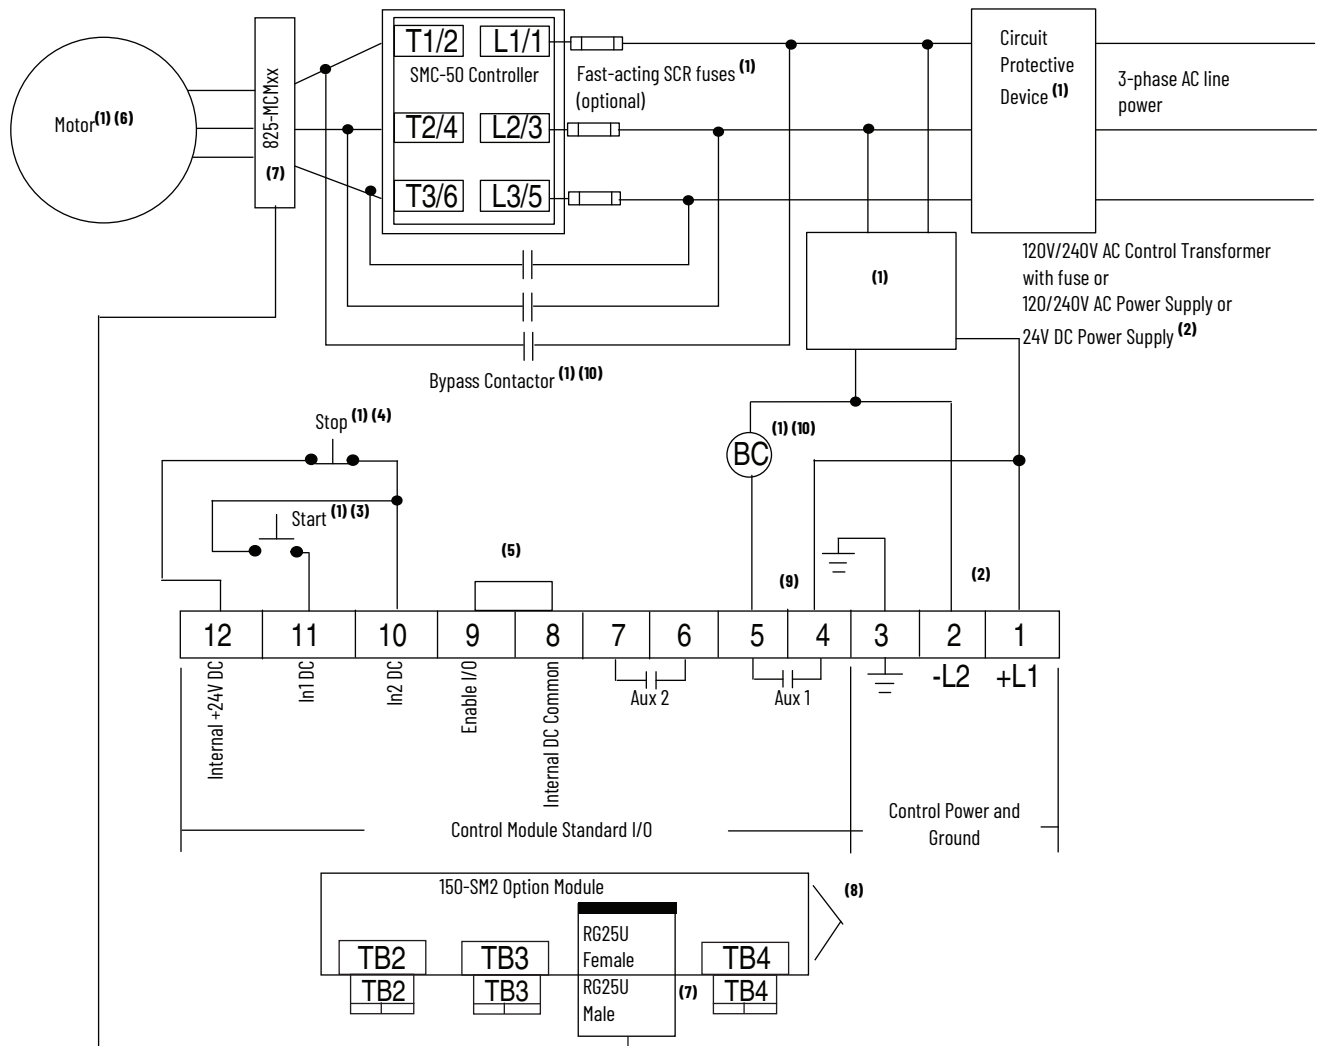 Motor(1) (6)
825-MCMxx
(7)
T1/2
L1/1
SMC-50 Controller
T2/4
L2/3
T3/6
L3/5
Fast-acting SCR fuses (1)
(optional)
Circuit
Protective
Device (1)
3-phase AC line
power
(1)
120V/240V AC Control Transformer
with fuse or
120/240V AC Power Supply or
24V DC Power Supply (2)
Bypass Contactor (1) (10)
Stop (1) (4)
Start (1) (3)
(5)
BC
(1) (10)
(9)
(2)
12
11
10
9
8
7
6
5
4
3
2
1
Internal +24V DC
In1 DC
In2 DC
Enable I/O
Internal DC Common
Aux 2
Aux 1
-L2
+L1
Control Module Standard I/O
Control Power and
Ground
150-SM2 Option Module
(8)
RG25U
Female
TB2
TB3
TB4
RG25U
Male
(7)
TB2
TB3
TB4